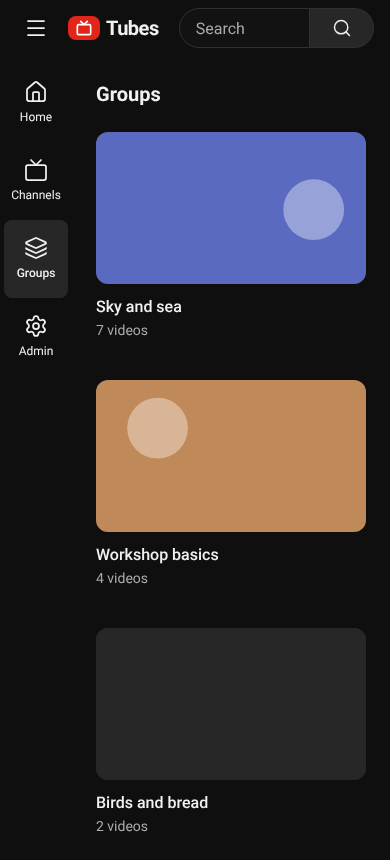 Tubes
Search
Home
Channels
Groups
Admin
Groups
Sky and sea
7 videos
Workshop basics
4 videos
Birds and bread
2 videos